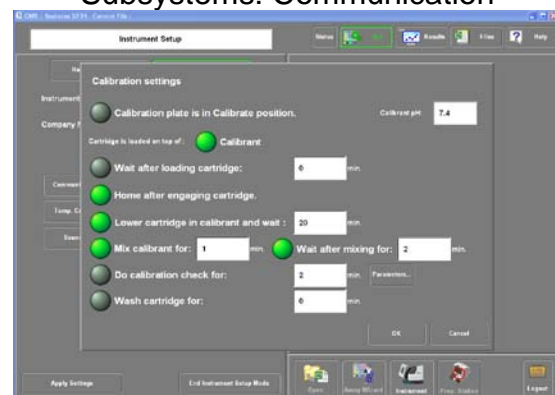 Subsystems: Communication
Instrument Setup
Status
Results
Files
Help
Calibration settings
Calibration plate is in Calibrate position.
Calibrant pH
7.4
Cartridge is loaded on top of :
Calibrant
Wait after loading cartridge:
0
min.
Home after engaging cartridge.
Lower cartridge in calibrant and wait :
20
min.
Mix calibrant for:
1
min.
Wait after mixing for:
2
min.
Do calibration check for:
2
min.
Parameters...
Wash cartridge for:
0
min.
OK
Cancel
Apply Settings
End Instrument Setup Mode
Open
Assay Wizard
Instrument
Logout